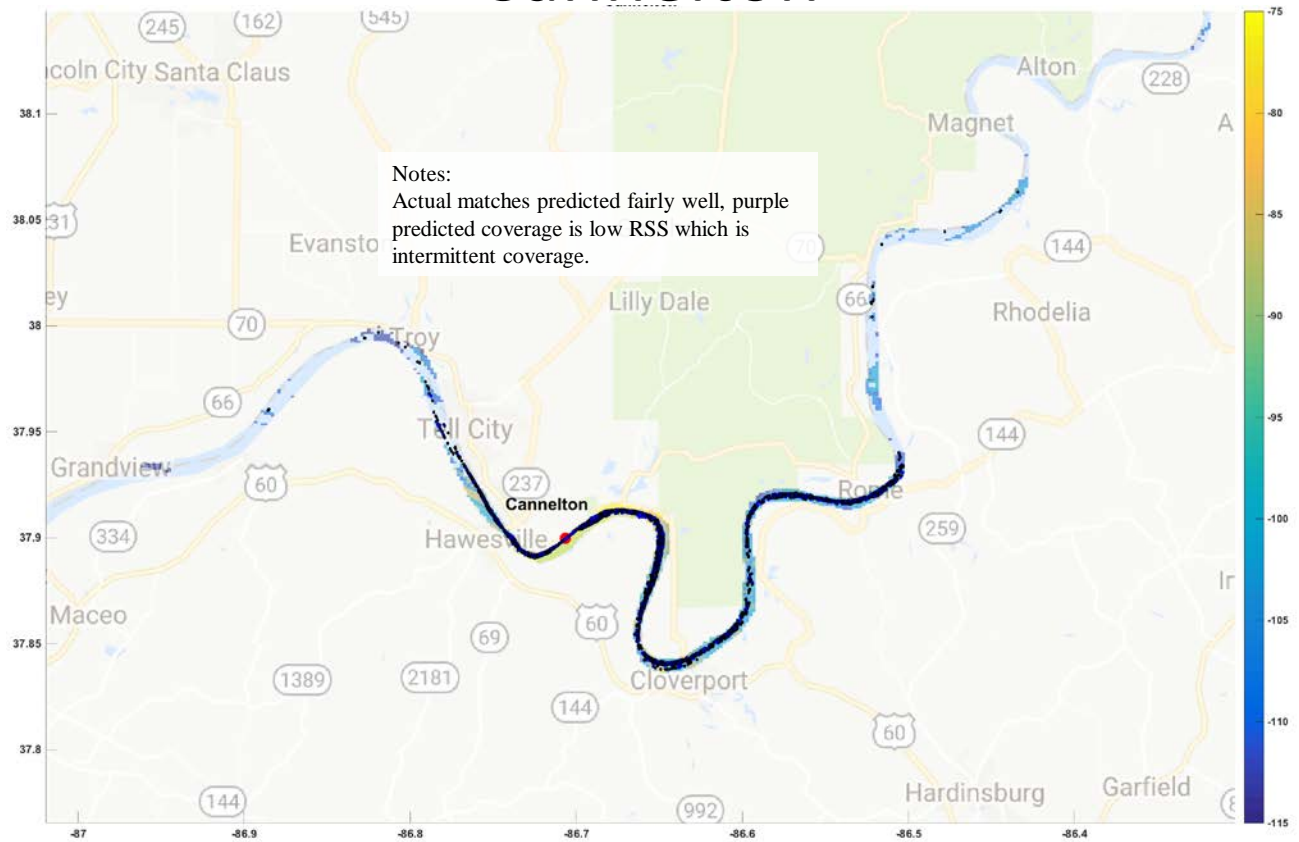 Cannelton
245
162
545
-75
coln City Santa Claus
Alton
228
-80
38.1
Magnet
A
Notes:
Actual matches predicted fairly well, purple
predicted coverage is low RSS which is
intermittent coverage.
38.05
31
Evansto
70
144
-85
ey
Lilly Dale
66
Rhodelia
38
70
Troy
-90
66
37.95
Tell City
144
-95
Grandview
60
237
Rome
Cannelton
334
37.9
Hawesville
259
-100
Ir
Maceo
60
69
37.85
-105
1389
2181
Cloverport
144
60
-110
37.8
144
992
Hardinsburg
Garfield
-115
-87
-86.9
-86.8
-86.7
-86.6
-86.5
-86.4